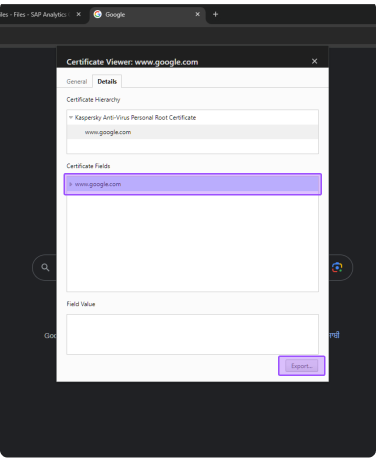 iles - Files - SAP Analytics
Google
Certificate Viewer: www.google.com
General Details
Certificate Hierarchy
Kaspersky Anti-Virus Personal Root Certificate
www.google.com
Certificate Fields
www.google.com
Field Value
Goo
Export...